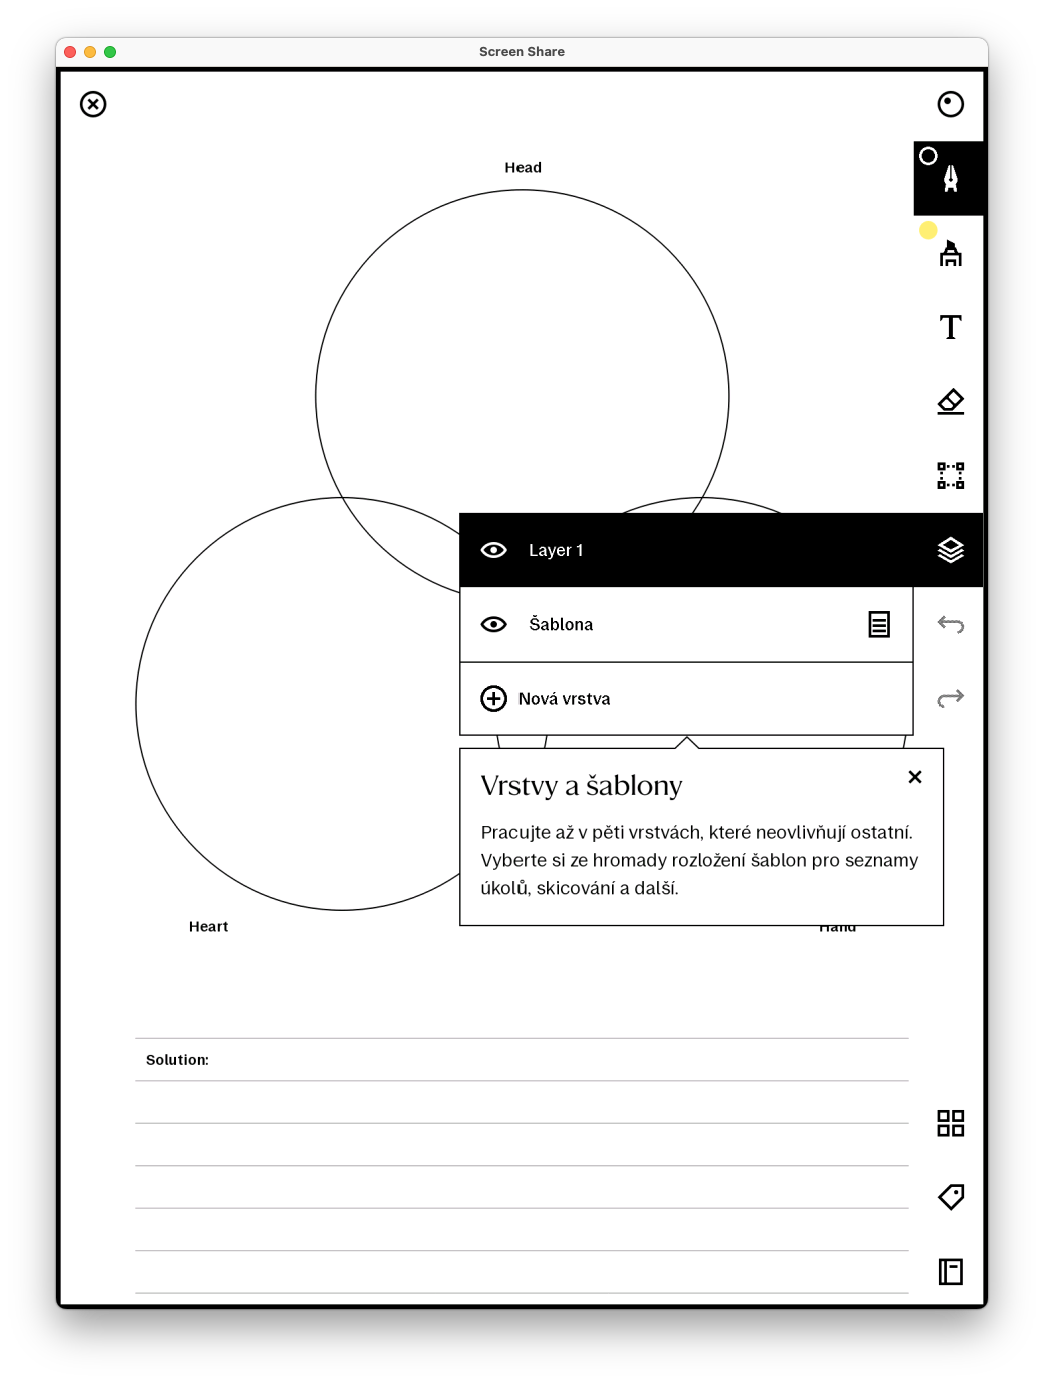 Screen Share
Head
T
Layer 1
Šablona
Nová vrstva
Vrstvy a šablony
Pracujte až v pěti vrstvách, které neovlivňují ostatní.
Vyberte si ze hromady rozložení šablon pro seznamy
úkolů, skicování a další.
Heart
Hand
Solution: